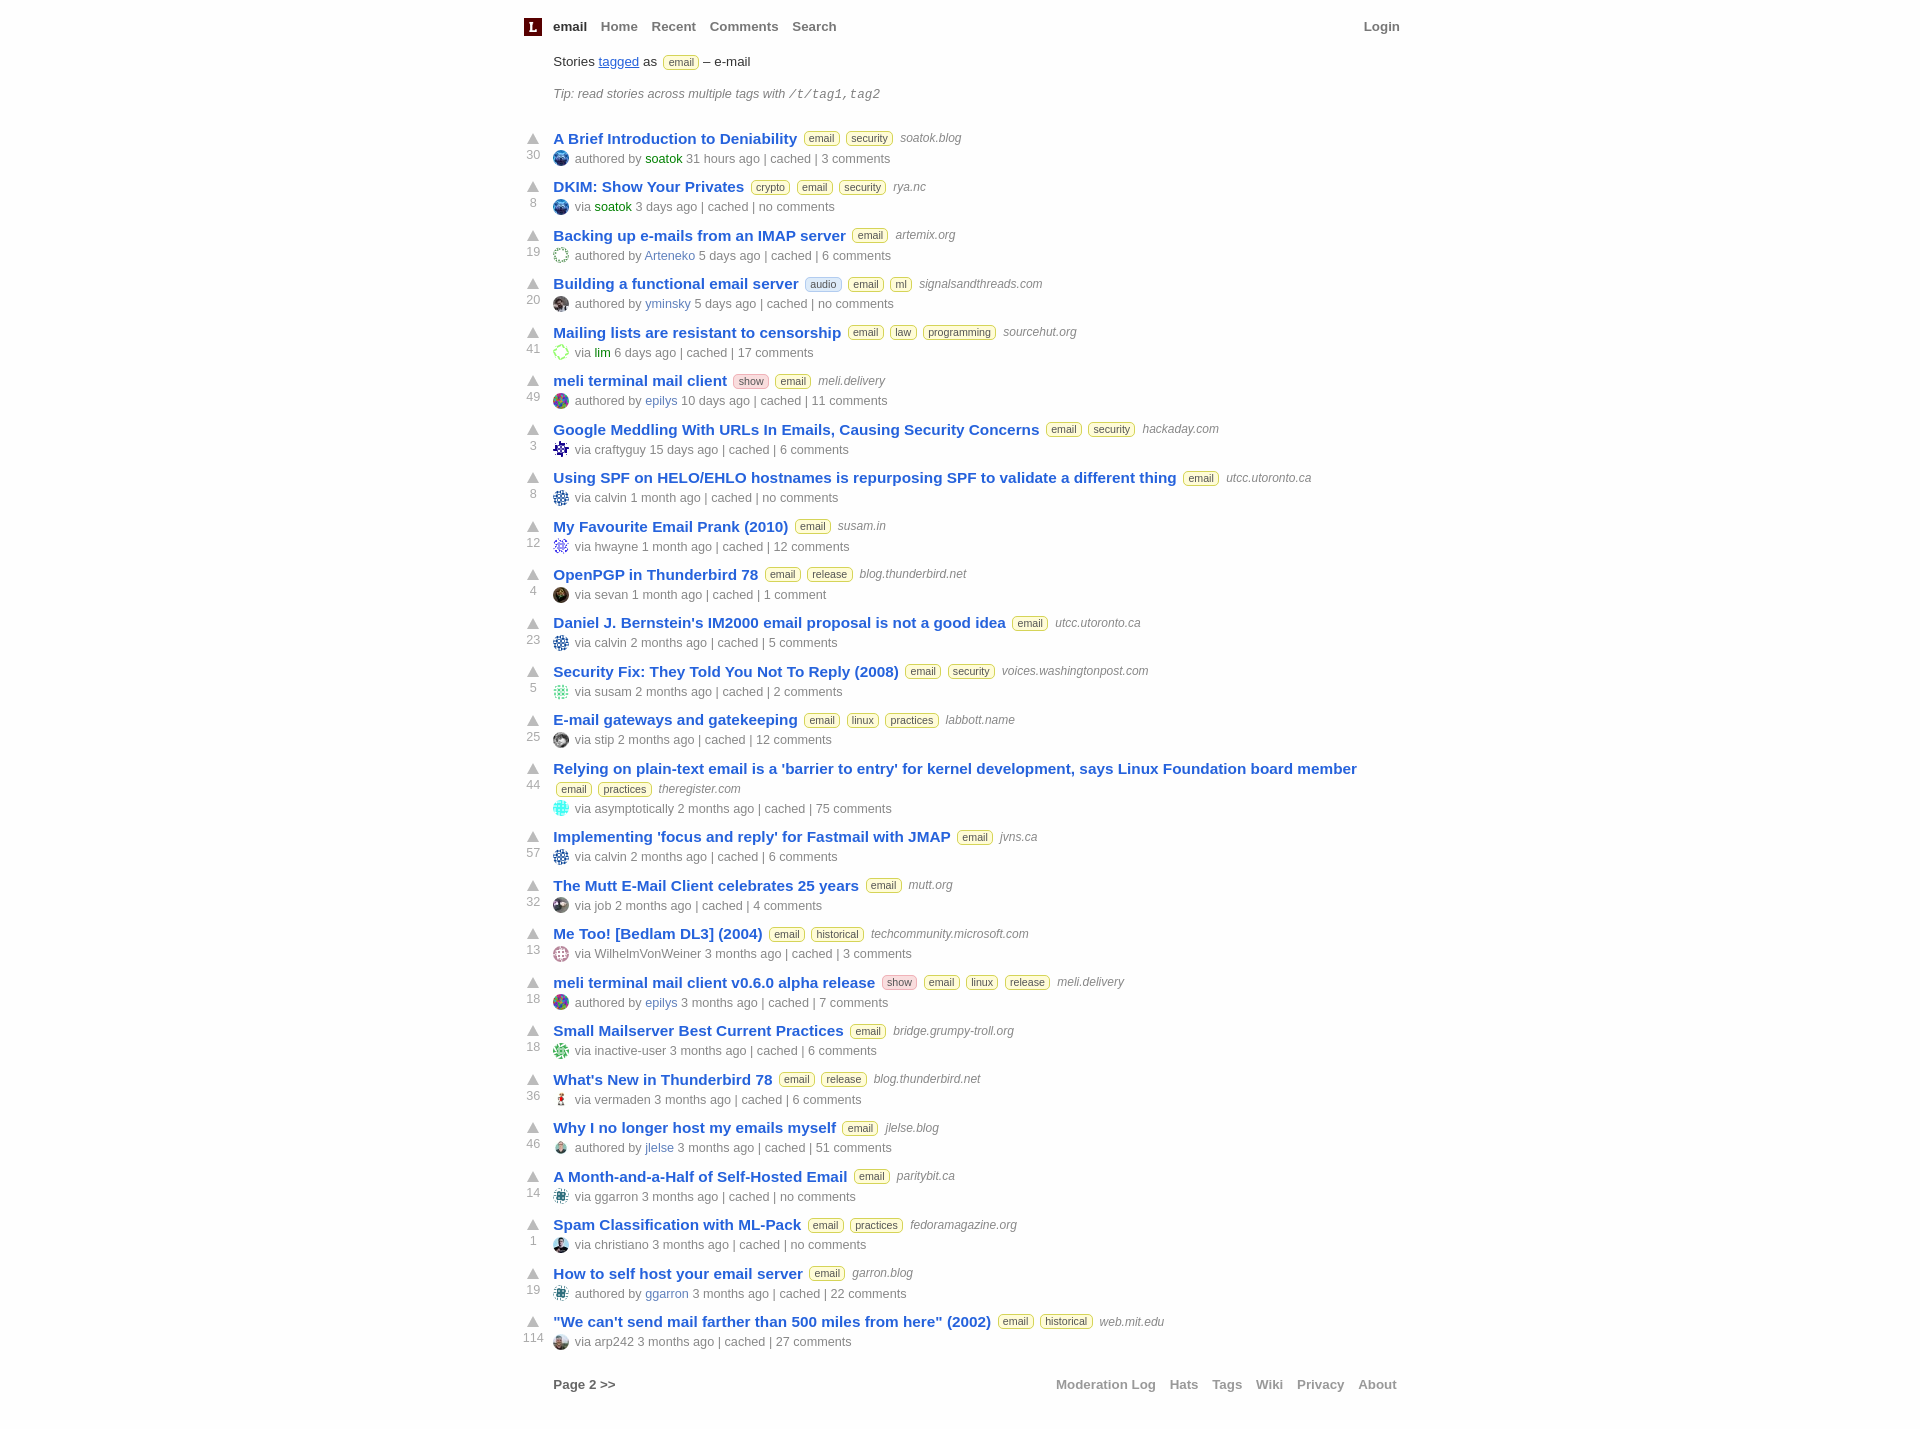 L email Home Recent Comments Search Login
Stories tagged as email – e-mail
Tip: read stories across multiple tags with /t/tag1,tag2
A Brief Introduction to Deniability email security soatok.blog
30 authored by soatok 31 hours ago | cached | 3 comments
DKIM: Show Your Privates crypto email security rya.nc
8 via soatok 3 days ago | cached | no comments
Backing up e-mails from an IMAP server email artemix.org
19 authored by Arteneko 5 days ago | cached | 6 comments
Building a functional email server audio email ml signalsandthreads.com
20 authored by yminsky 5 days ago | cached | no comments
Mailing lists are resistant to censorship email law programming sourcehut.org
41 via lim 6 days ago | cached | 17 comments
meli terminal mail client show email meli.delivery
49 authored by epilys 10 days ago | cached | 11 comments
Google Meddling With URLs In Emails, Causing Security Concerns email security hackaday.com
3 via craftyguy 15 days ago | cached | 6 comments
Using SPF on HELO/EHLO hostnames is repurposing SPF to validate a different thing email utcc.utoronto.ca
8 via calvin 1 month ago | cached | no comments
My Favourite Email Prank (2010) email susam.in
12 via hwayne 1 month ago | cached | 12 comments
OpenPGP in Thunderbird 78 email release blog.thunderbird.net
4 via sevan 1 month ago | cached | 1 comment
Daniel J. Bernstein's IM2000 email proposal is not a good idea email utcc.utoronto.ca
23 via calvin 2 months ago | cached | 5 comments
Security Fix: They Told You Not To Reply (2008) email security voices.washingtonpost.com
5 via susam 2 months ago | cached | 2 comments
E-mail gateways and gatekeeping email linux practices labbott.name
25 via stip 2 months ago | cached | 12 comments
Relying on plain-text email is a 'barrier to entry' for kernel development, says Linux Foundation board member
44 email practices theregister.com
via asymptotically 2 months ago | cached | 75 comments
Implementing 'focus and reply' for Fastmail with JMAP email jvns.ca
57 via calvin 2 months ago | cached | 6 comments
The Mutt E-Mail Client celebrates 25 years email mutt.org
32 via job 2 months ago | cached | 4 comments
Me Too! [Bedlam DL3] (2004) email historical techcommunity.microsoft.com
13 via WilhelmVonWeiner 3 months ago | cached | 3 comments
meli terminal mail client v0.6.0 alpha release show email linux release meli.delivery
18 authored by epilys 3 months ago | cached | 7 comments
Small Mailserver Best Current Practices email bridge.grumpy-troll.org
18 via inactive-user 3 months ago | cached | 6 comments
What's New in Thunderbird 78 email release blog.thunderbird.net
36 via vermaden 3 months ago | cached | 6 comments
Why I no longer host my emails myself email jlelse.blog
46 authored by jlelse 3 months ago | cached | 51 comments
A Month-and-a-Half of Self-Hosted Email email paritybit.ca
14 via ggarron 3 months ago | cached | no comments
Spam Classification with ML-Pack email practices fedoramagazine.org
1 via christiano 3 months ago | cached | no comments
How to self host your email server email garron.blog
19 authored by ggarron 3 months ago | cached | 22 comments
"We can't send mail farther than 500 miles from here" (2002) email historical web.mit.edu
114 via arp242 3 months ago | cached | 27 comments
Page 2 >> Moderation Log Hats Tags Wiki Privacy About